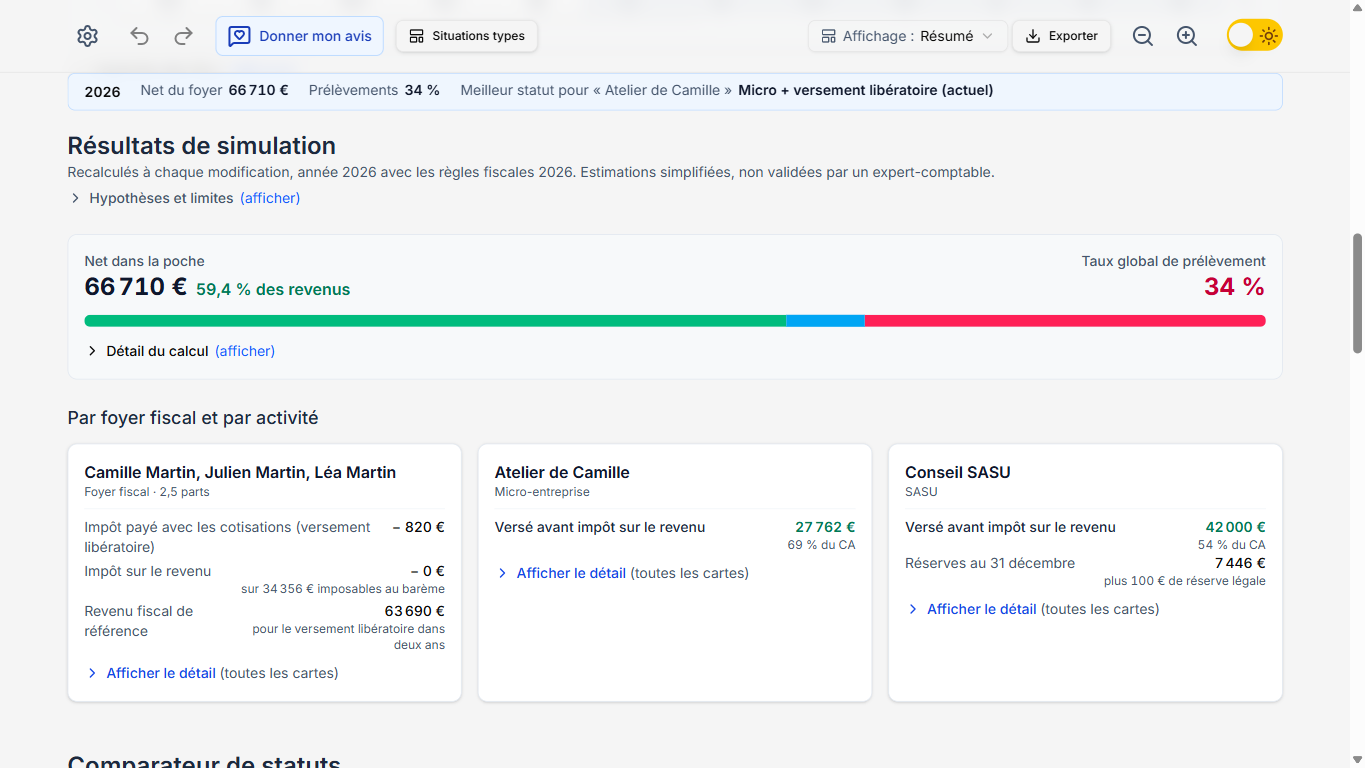 Donner mon avis
Situations types
Affichage : Résumé
Exporter
2026 Net du foyer 66 710 € Prélèvements 34 % Meilleur statut pour « Atelier de Camille » Micro + versement libératoire (actuel)
Résultats de simulation
Recalculés à chaque modification, année 2026 avec les règles fiscales 2026. Estimations simplifiées, non validées par un expert-comptable.
Hypothèses et limites (afficher)
Net dans la poche
66 710 € 59,4 % des revenus
Taux global de prélèvement
34 %
Détail du calcul (afficher)
Par foyer fiscal et par activité
Camille Martin, Julien Martin, Léa Martin
Foyer fiscal · 2,5 parts
Impôt payé avec les cotisations (versement − 820 €
libératoire)
Impôt sur le revenu − 0 €
sur 34 356 € imposables au barème
Revenu fiscal de 63 690 €
référence pour le versement libératoire dans
deux ans
Afficher le détail (toutes les cartes)
Atelier de Camille
Micro-entreprise
Versé avant impôt sur le revenu 27 762 €
69 % du CA
Afficher le détail (toutes les cartes)
Conseil SASU
SASU
Versé avant impôt sur le revenu 42 000 €
54 % du CA
Réserves au 31 décembre 7 446 €
plus 100 € de réserve légale
Afficher le détail (toutes les cartes)
Comparateur de statuts